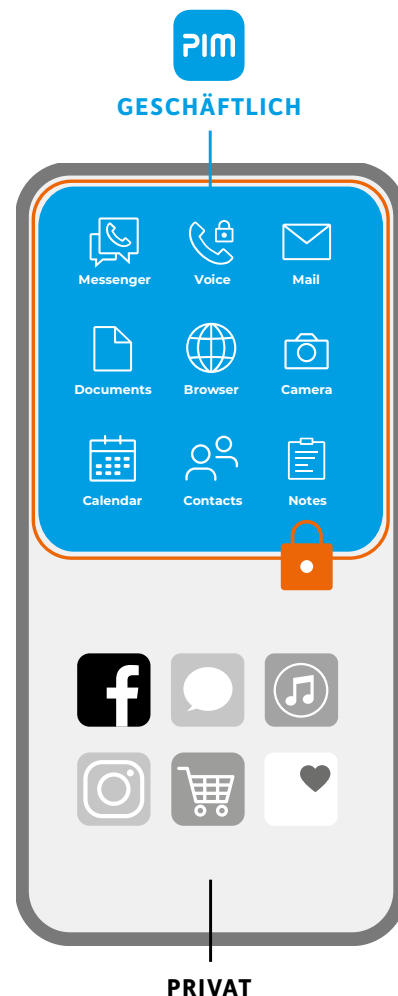 PIM
GESCHÄFTLICH
Messenger Voice Mail
Documents Browser Camera
Calendar Contacts Notes
f
PRIVAT